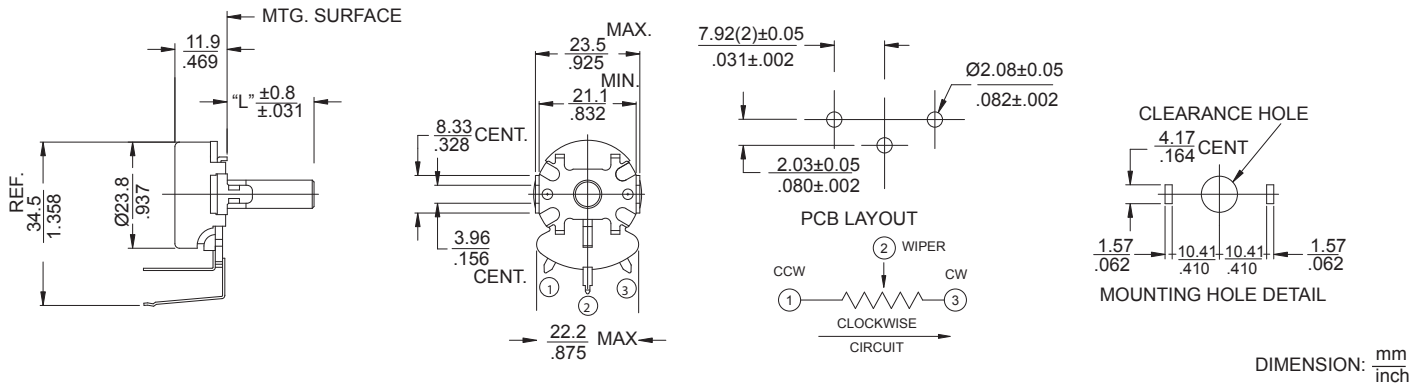 MTG. SURFACE
11.9
.469
"L" ±0.8
±.031
REF.
34.5
1.358
Ø23.8
.937
MAX.
23.5
.925
MIN.
21.1
.832
8.33
.328
CENT.
3.96
.156
CENT.
1
2
3
22.2
.875
MAX
7.92(2)±0.05
.031±.002
Ø2.08±0.05
.082±.002
2.03±0.05
.080±.002
PCB LAYOUT
2 WIPER
CCW
CW
1
3
CLOCKWISE
CIRCUIT
CLEARANCE HOLE
4.17
.164
CENT
1.57
.062
10.41
.410
10.41
.410
1.57
.062
MOUNTING HOLE DETAIL
DIMENSION: mm
inch